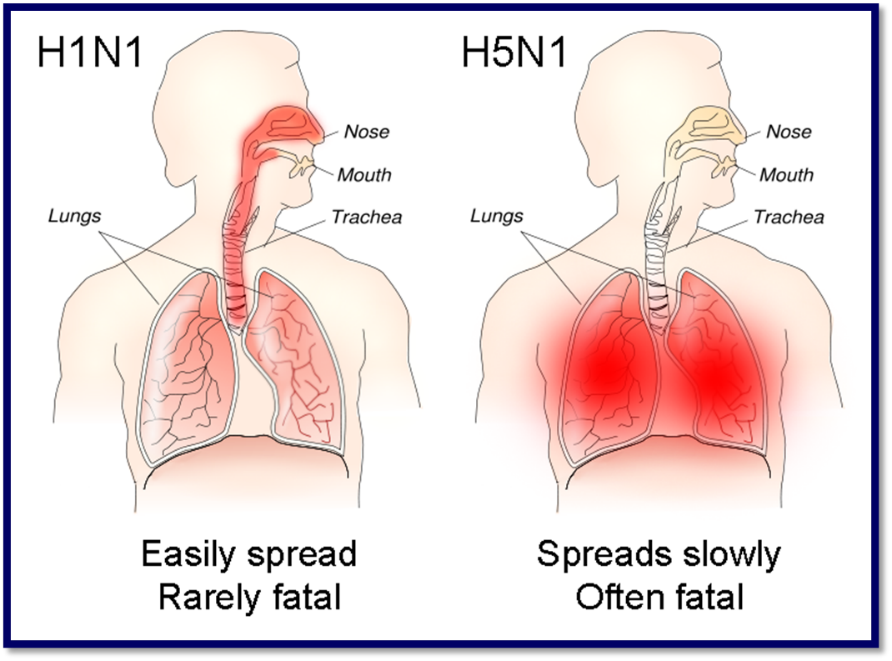 H1N1
Nose
Mouth
Lungs
Trachea
Easily spread
Rarely fatal
H5N1
Nose
Mouth
Lungs
Trachea
Spreads slowly
Often fatal